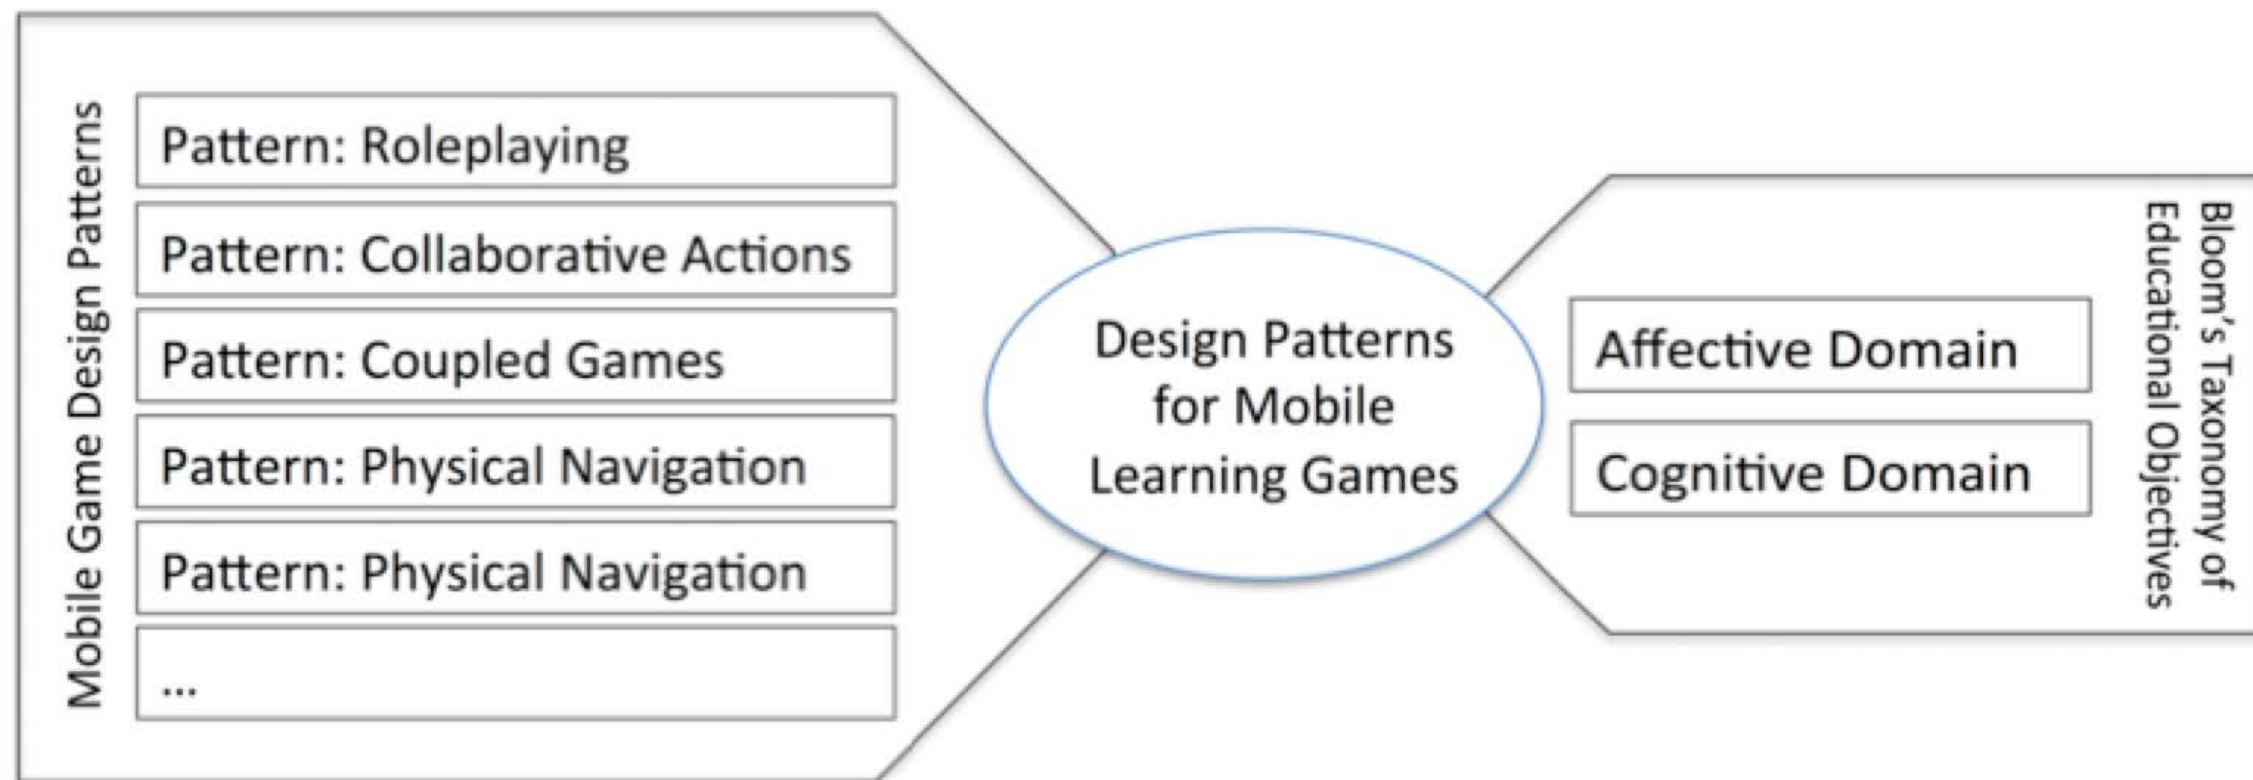 Mobile Game Design Patterns
Pattern: Roleplaying
Pattern: Collaborative Actions
Pattern: Coupled Games
Pattern: Physical Navigation
Pattern: Physical Navigation
...
Design Patterns
for Mobile
Learning Games
Affective Domain
Cognitive Domain
Bloom's Taxonomy of
Educational Objectives